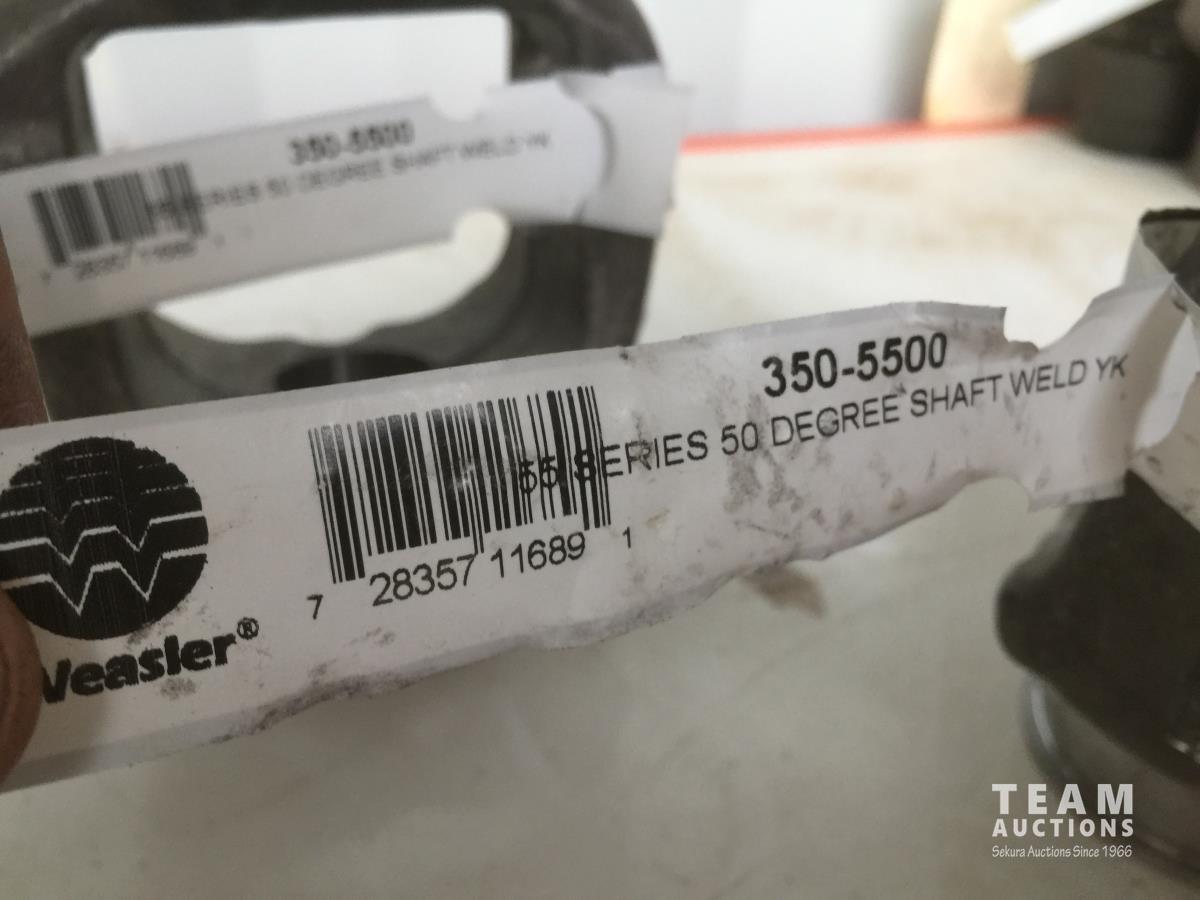 350-5500
SERIES 50 DEGREE SHAFT WELD YK
350-5500
55 SERIES 50 DEGREE SHAFT WELD YK
7 28357 11689 1
Weasler®
TEAM
AUCTIONS
Sekura Auctions Since 1966